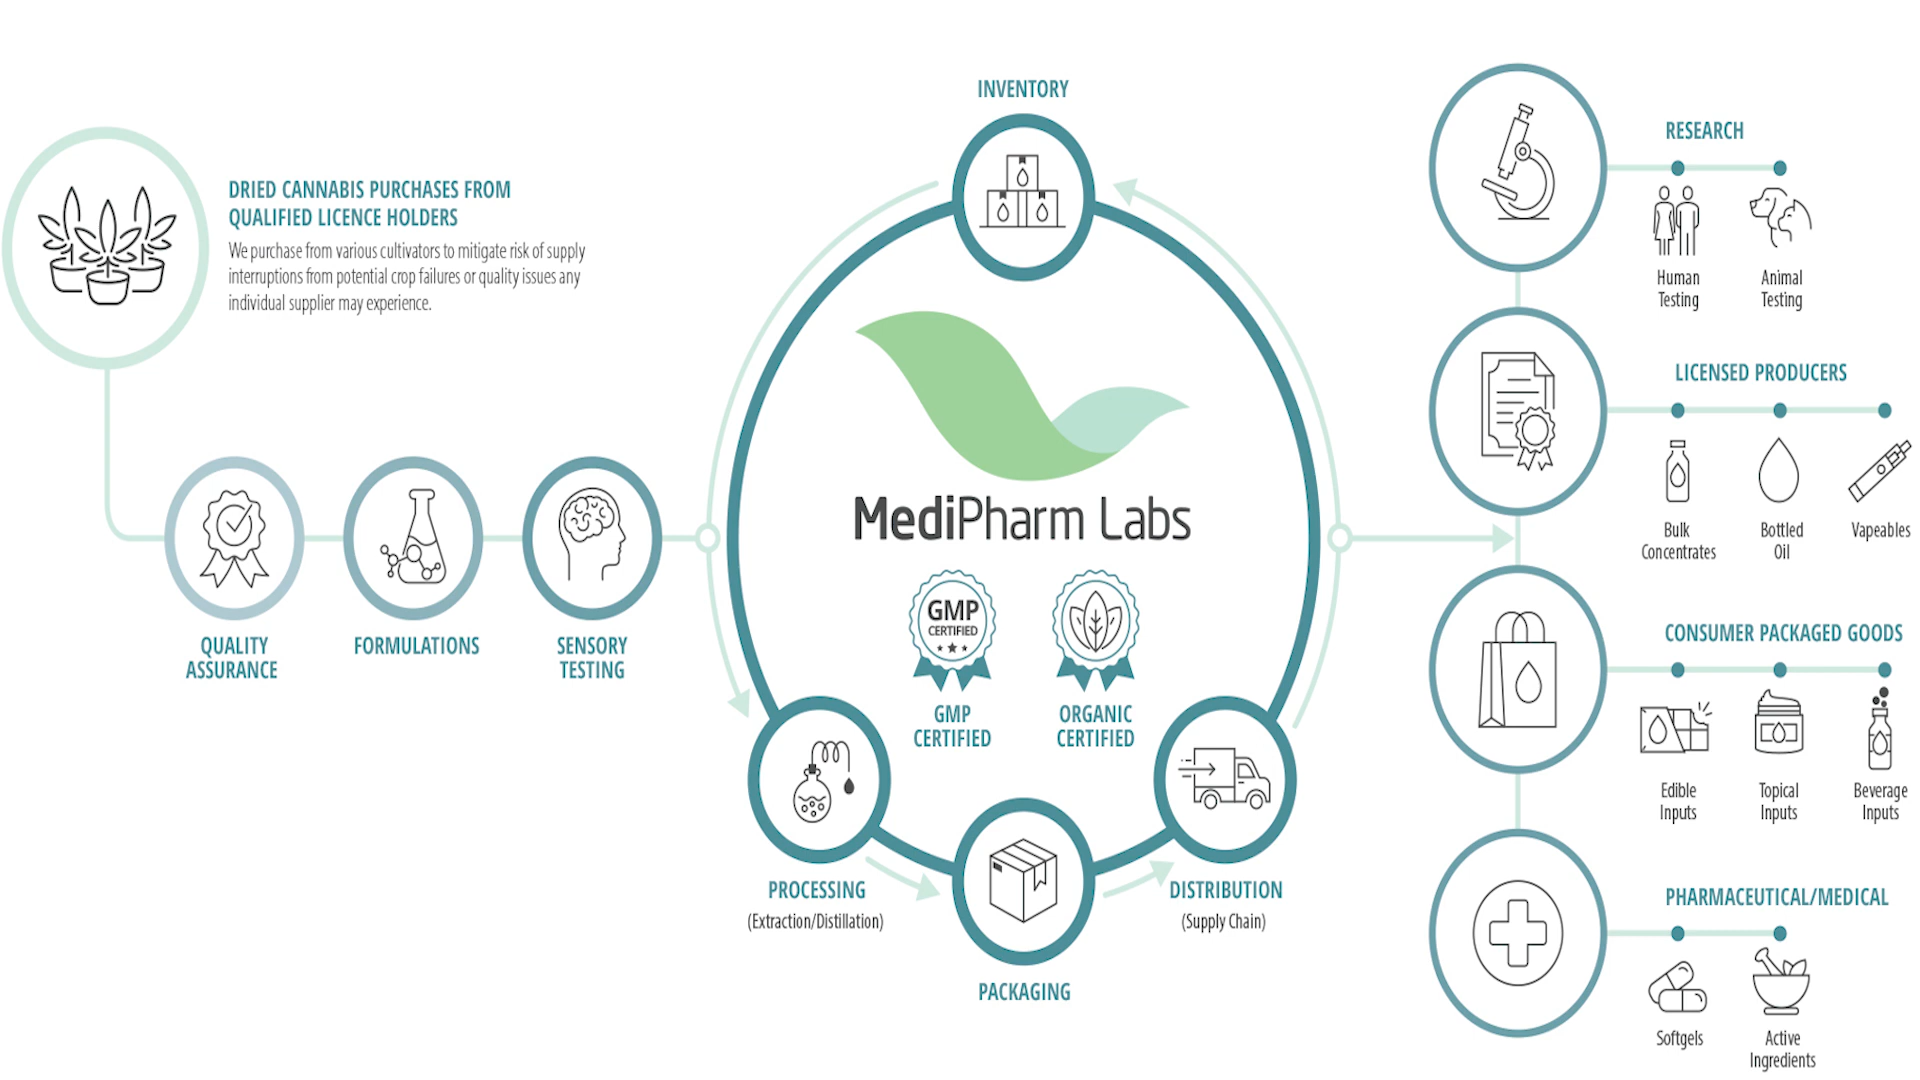 DRIED CANNABIS PURCHASES FROM
QUALIFIED LICENCE HOLDERS
We purchase from various cultivators to mitigate risk of supply
interruptions from potential crop failures or quality issues any
individual supplier may experience.
QUALITY
ASSURANCE
FORMULATIONS
SENSORY
TESTING
INVENTORY
MediPharm Labs
GMP
CERTIFIED
GMP
CERTIFIED
ORGANIC
CERTIFIED
PROCESSING
(Extraction/Distillation)
PACKAGING
DISTRIBUTION
(Supply Chain)
RESEARCH
Human
Testing
Animal
Testing
LICENSED PRODUCERS
Bulk
Concentrates
Bottled
Oil
Vapeables
CONSUMER PACKAGED GOODS
Edible
Inputs
Topical
Inputs
Beverage
Inputs
PHARMACEUTICAL/MEDICAL
Softgels
Active
Ingredients